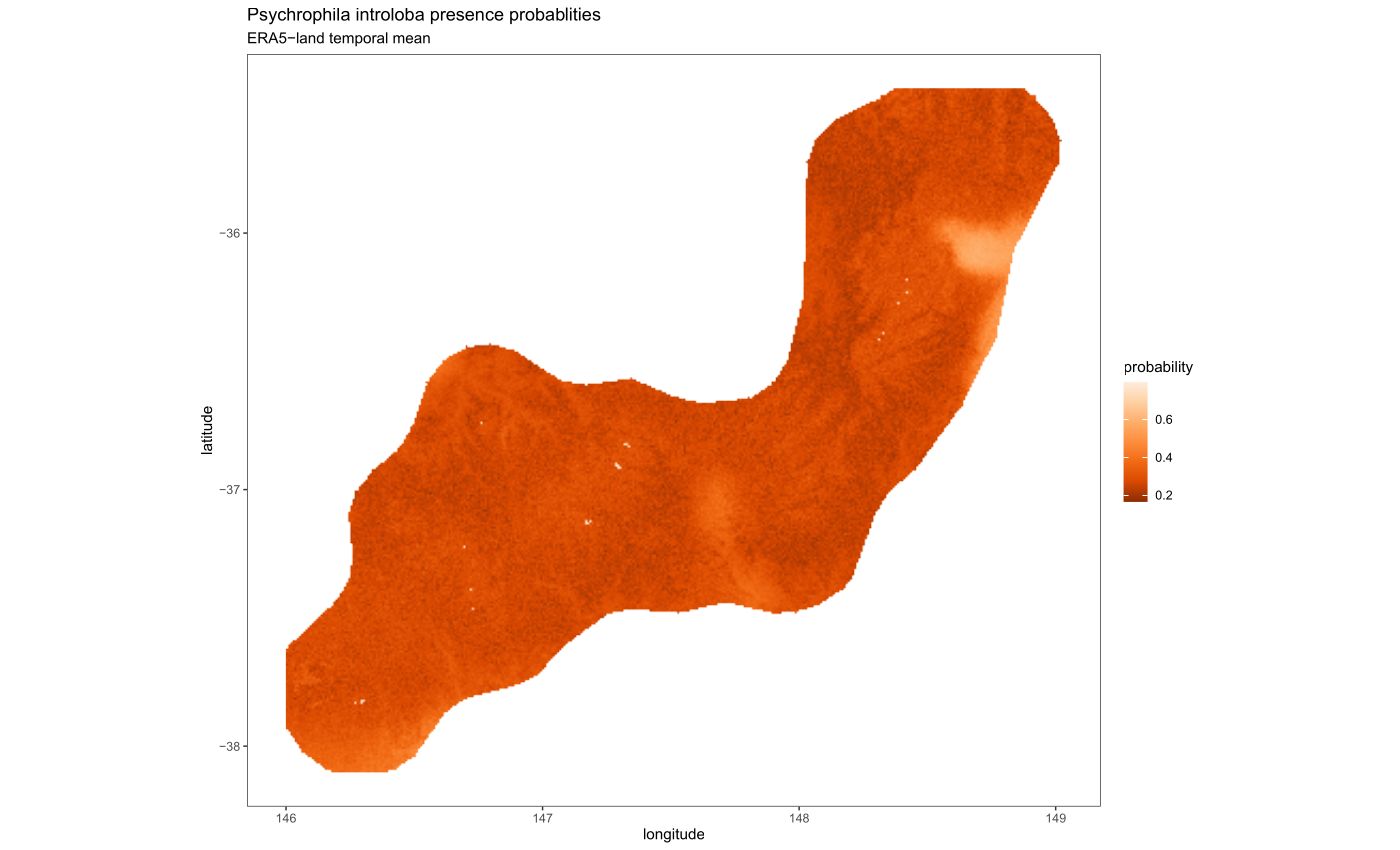 Psychrophila introloba presence probablities
ERA5−land temporal mean
latitude
−36
−37
−38
146
147
148
149
longitude
probability
0.6
0.4
0.2